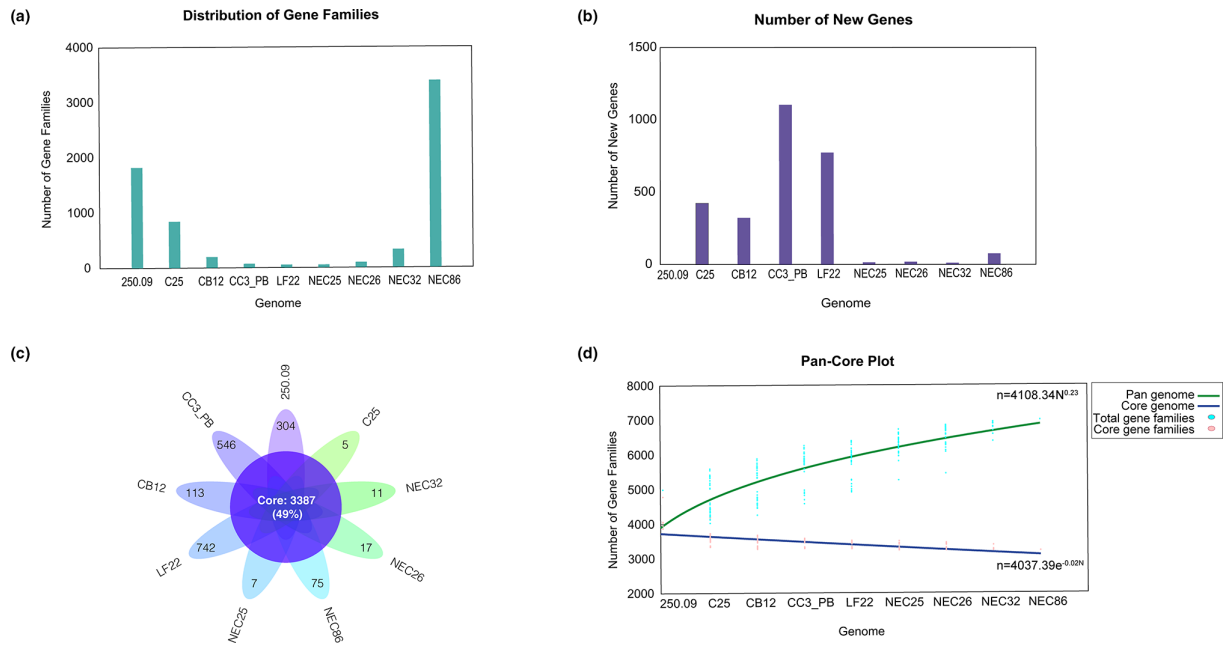 (a)
Distribution of Gene Families
4000
3000
2000
1000
0
Number of Gene Families
250.09 C25 CB12 CC3_PB LF22 NEC25 NEC26 NEC32 NEC86
Genome
(b)
Number of New Genes
1500
1000
500
0
Number of New Genes
250.09 C25 CB12 CC3_PB LF22 NEC25 NEC26 NEC32 NEC86
Genome
(c)
250.09
304
C25
5
NEC32
11
NEC26
17
NEC86
75
NEC25
7
LF22
742
CB12
113
CC3_PB
546
Core: 3387
(49%)
(d)
Pan-Core Plot
8000
7000
6000
5000
4000
3000
2000
Number of Gene Families
n=4108.34N^0.23
n=4037.39e^-0.02N
250.09 C25 CB12 CC3_PB LF22 NEC25 NEC26 NEC32 NEC86
Genome
Pan genome
Core genome
Total gene families
Core gene families